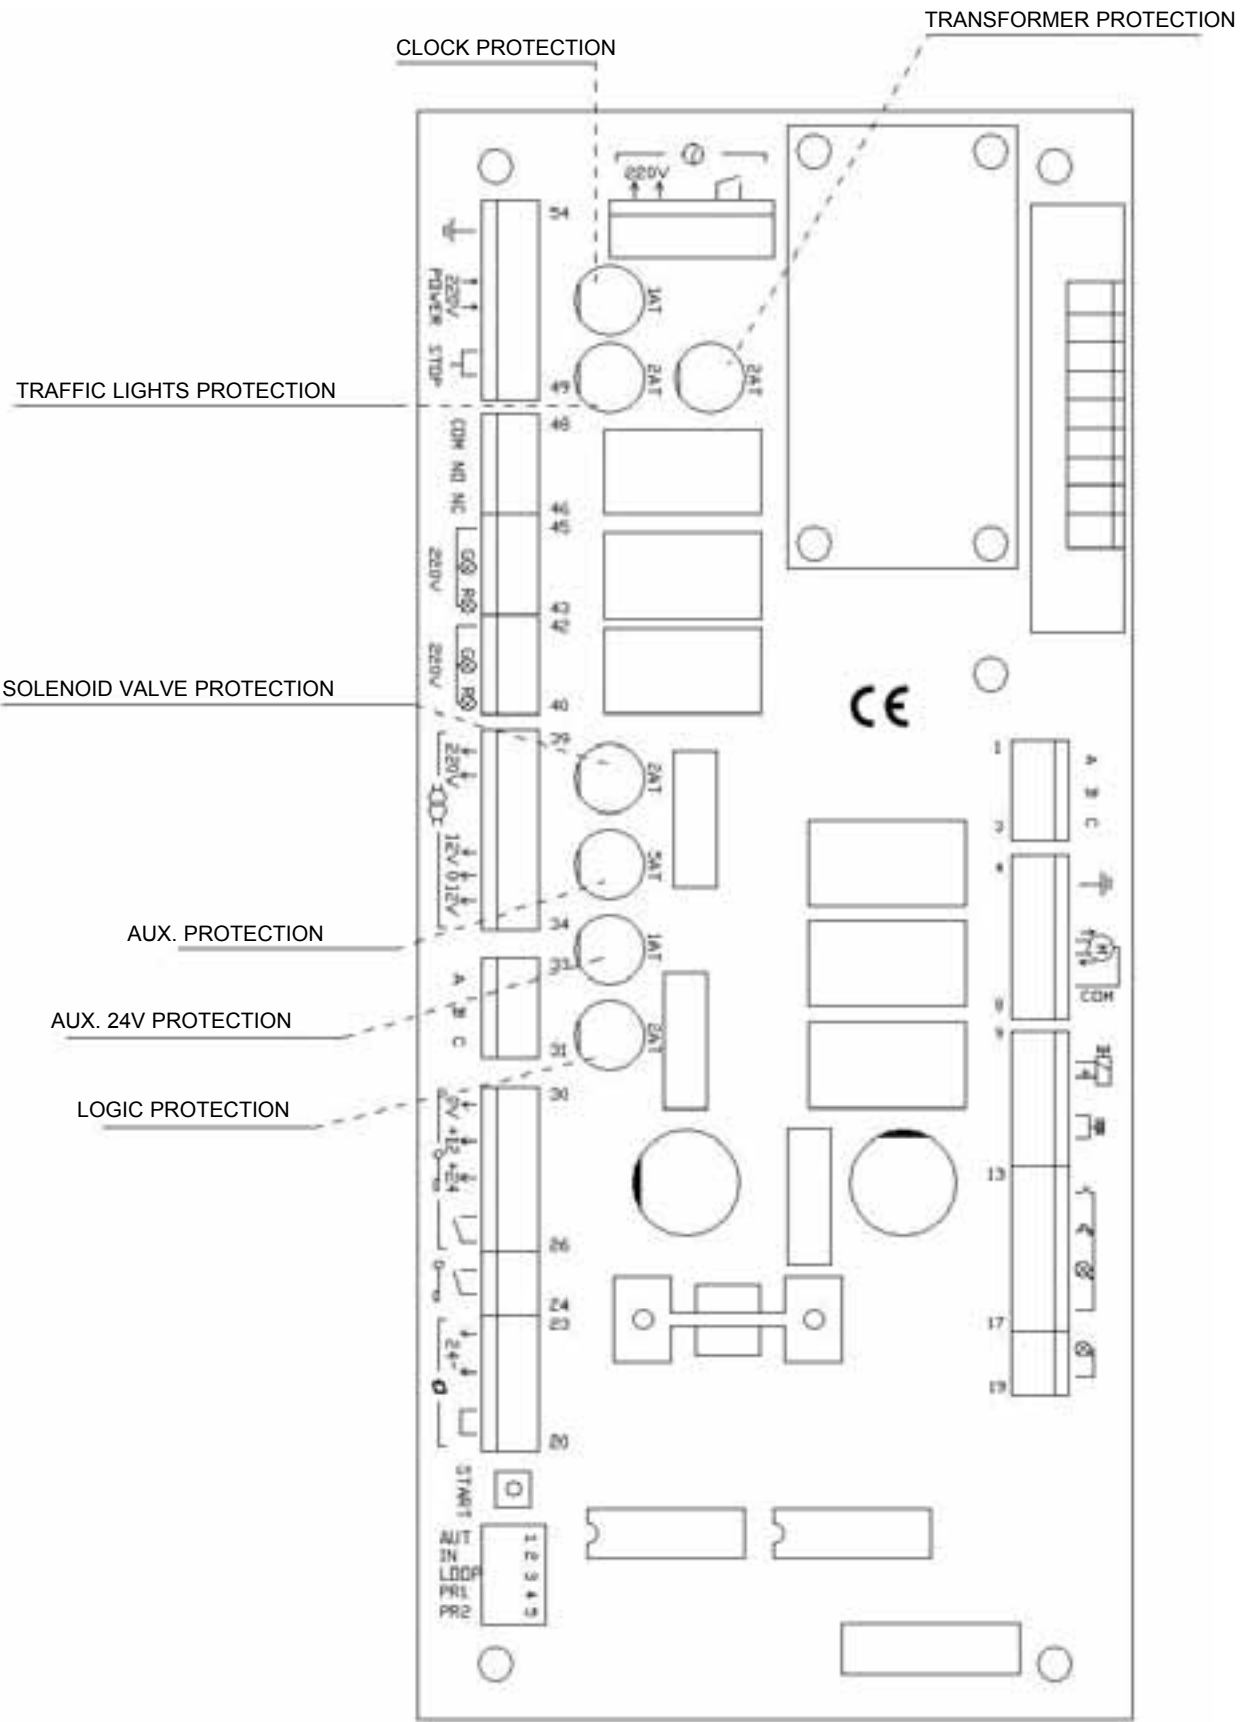 TRANSFORMER PROTECTION
CLOCK PROTECTION
220V
54
1AT
220V
POWER
STOP
2AT
2AT
TRAFFIC LIGHTS PROTECTION
49
48
COM NO NC
46
45
220V
G
R
43
42
220V
G
R
40
SOLENOID VALVE PROTECTION
CE
39
220V
2AT
1
A
B
C
3
12V 0 12V
5AT
4
34
AUX. PROTECTION
33
1AT
M
COM
8
A
B
C
AUX. 24V PROTECTION
31
2AT
9
30
0V +12 +24
LOGIC PROTECTION
13
26
24
23
24~
17
19
20
START
AUT 1
IN 2
LOOP 3
PR1 4
PR2 5